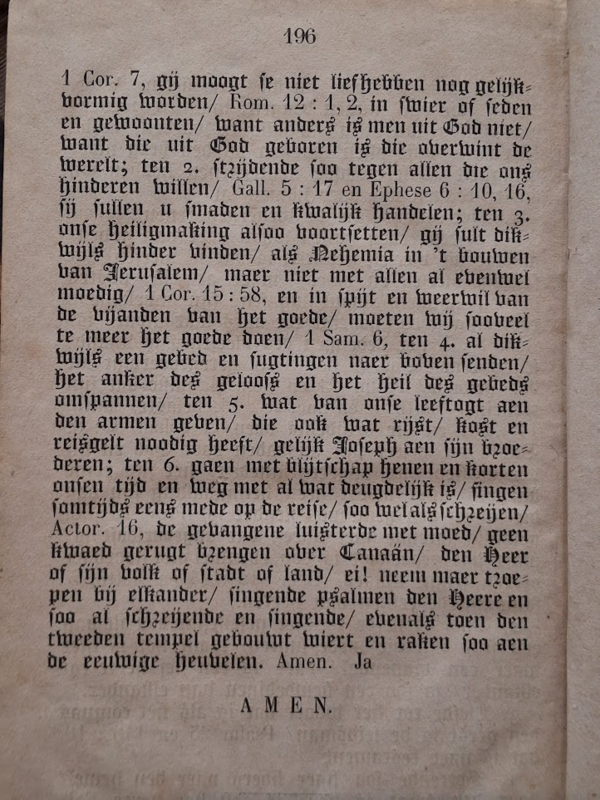 196
1 Cor. 7, gij moogt se niet liefhebben nog gelijk-
vormig worden/ Rom. 12 : 1, 2, in swier of seden
en gewoonten/ want anders is men uit God niet/
want die uit God geboren is die overwint de
werelt; ten 2. strijdende soo tegen allen die ons
hinderen willen/ Gall. 5 : 17 en Ephese 6 : 10, 16,
sij sullen u smaden en kwalijk handelen; ten 3.
onse heiligmaking alsoo voortsetten/ gij sult dik-
wijls hinder vinden/ als Nehemia in 't bouwen
van Jerusalem/ maer niet met allen al evenwel
moedig/ 1 Cor. 15 : 58, en in spijt en weerwil van
de vijanden van het goede/ moeten wij sooveel
te meer het goede doen/ 1 Sam. 6, ten 4. al dik-
wijls een gebed en sugtingen naer boven senden/
het anker des geloofs en het heil des gebeds
omspannen/ ten 5. wat van onse leeftogt aen
den armen geven/ die ook wat rijst/ kost en
reisgelt noodig heeft/ gelijk Joseph aen sijn broe-
deren; ten 6. gaen met blijtschap henen en korten
onsen tijd en weg met al wat deugdelijk is/ singen
somtijds eens mede op de reise/ soo wel als schreijen/
Actor. 16, de gevangene luisterde met moed/ geen
kwaed gerugt brengen over Canaän/ den Heer
of sijn volk of stadt of land/ ei! neem maer troe-
pen bij elkander/ singende psalmen den Heere en
soo al schreijende en singende/ evenals toen den
tweeden tempel gebouwt wiert en raken soo aen
de eeuwige heuvelen. Amen. Ja
AMEN.